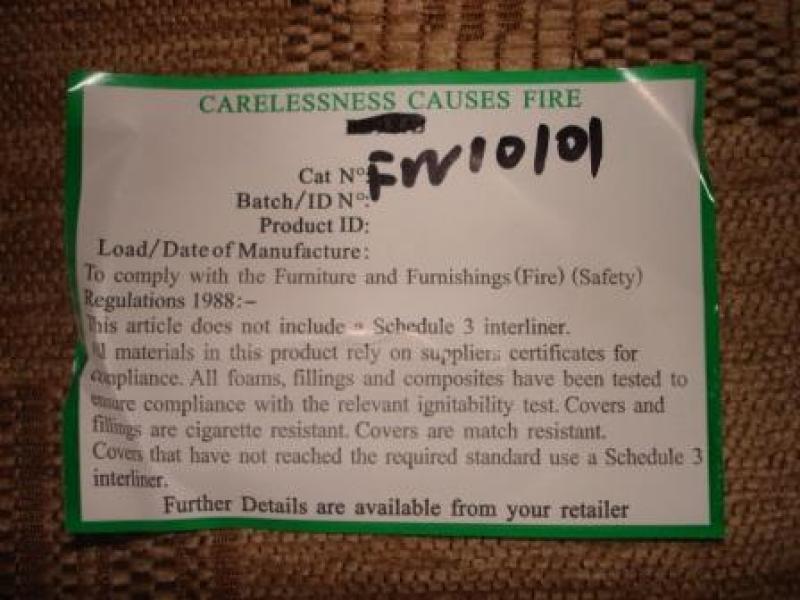 CARELESSNESS CAUSES FIRE
Cat Nº: FW10101
Batch/ID Nº:
Product ID:
Load/Date of Manufacture:
To comply with the Furniture and Furnishings (Fire) (Safety)
Regulations 1988:-
This article does not include a Schedule 3 interliner.
All materials in this product rely on suppliers certificates for
compliance. All foams, fillings and composites have been tested to
ensure compliance with the relevant ignitability test. Covers and
fillings are cigarette resistant. Covers are match resistant.
Covers that have not reached the required standard use a Schedule 3
interliner.
Further Details are available from your retailer